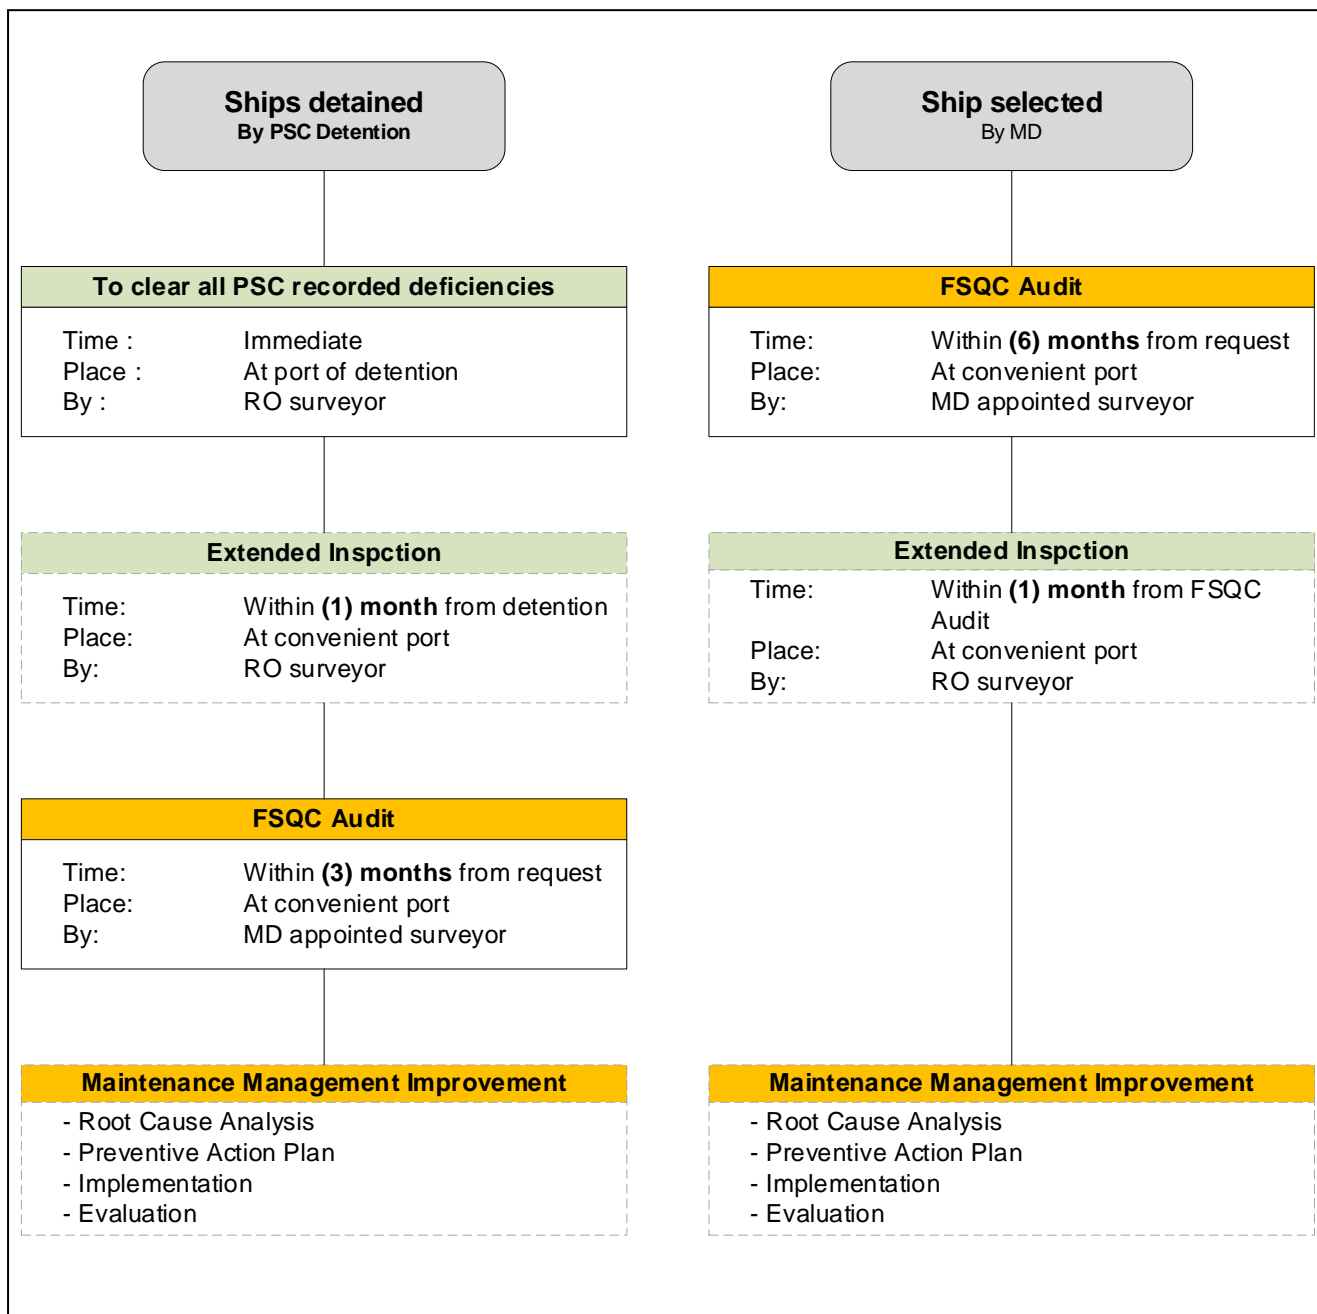 Ships detained
By PSC Detention
To clear all PSC recorded deficiencies
Time : Immediate
Place : At port of detention
By : RO surveyor
Extended Inspction
Time: Within (1) month from detention
Place: At convenient port
By: RO surveyor
FSQC Audit
Time: Within (3) months from request
Place: At convenient port
By: MD appointed surveyor
Maintenance Management Improvement
- Root Cause Analysis
- Preventive Action Plan
- Implementation
- Evaluation
Ship selected
By MD
FSQC Audit
Time: Within (6) months from request
Place: At convenient port
By: MD appointed surveyor
Extended Inspction
Time: Within (1) month from FSQC
Audit
Place: At convenient port
By: RO surveyor
Maintenance Management Improvement
- Root Cause Analysis
- Preventive Action Plan
- Implementation
- Evaluation